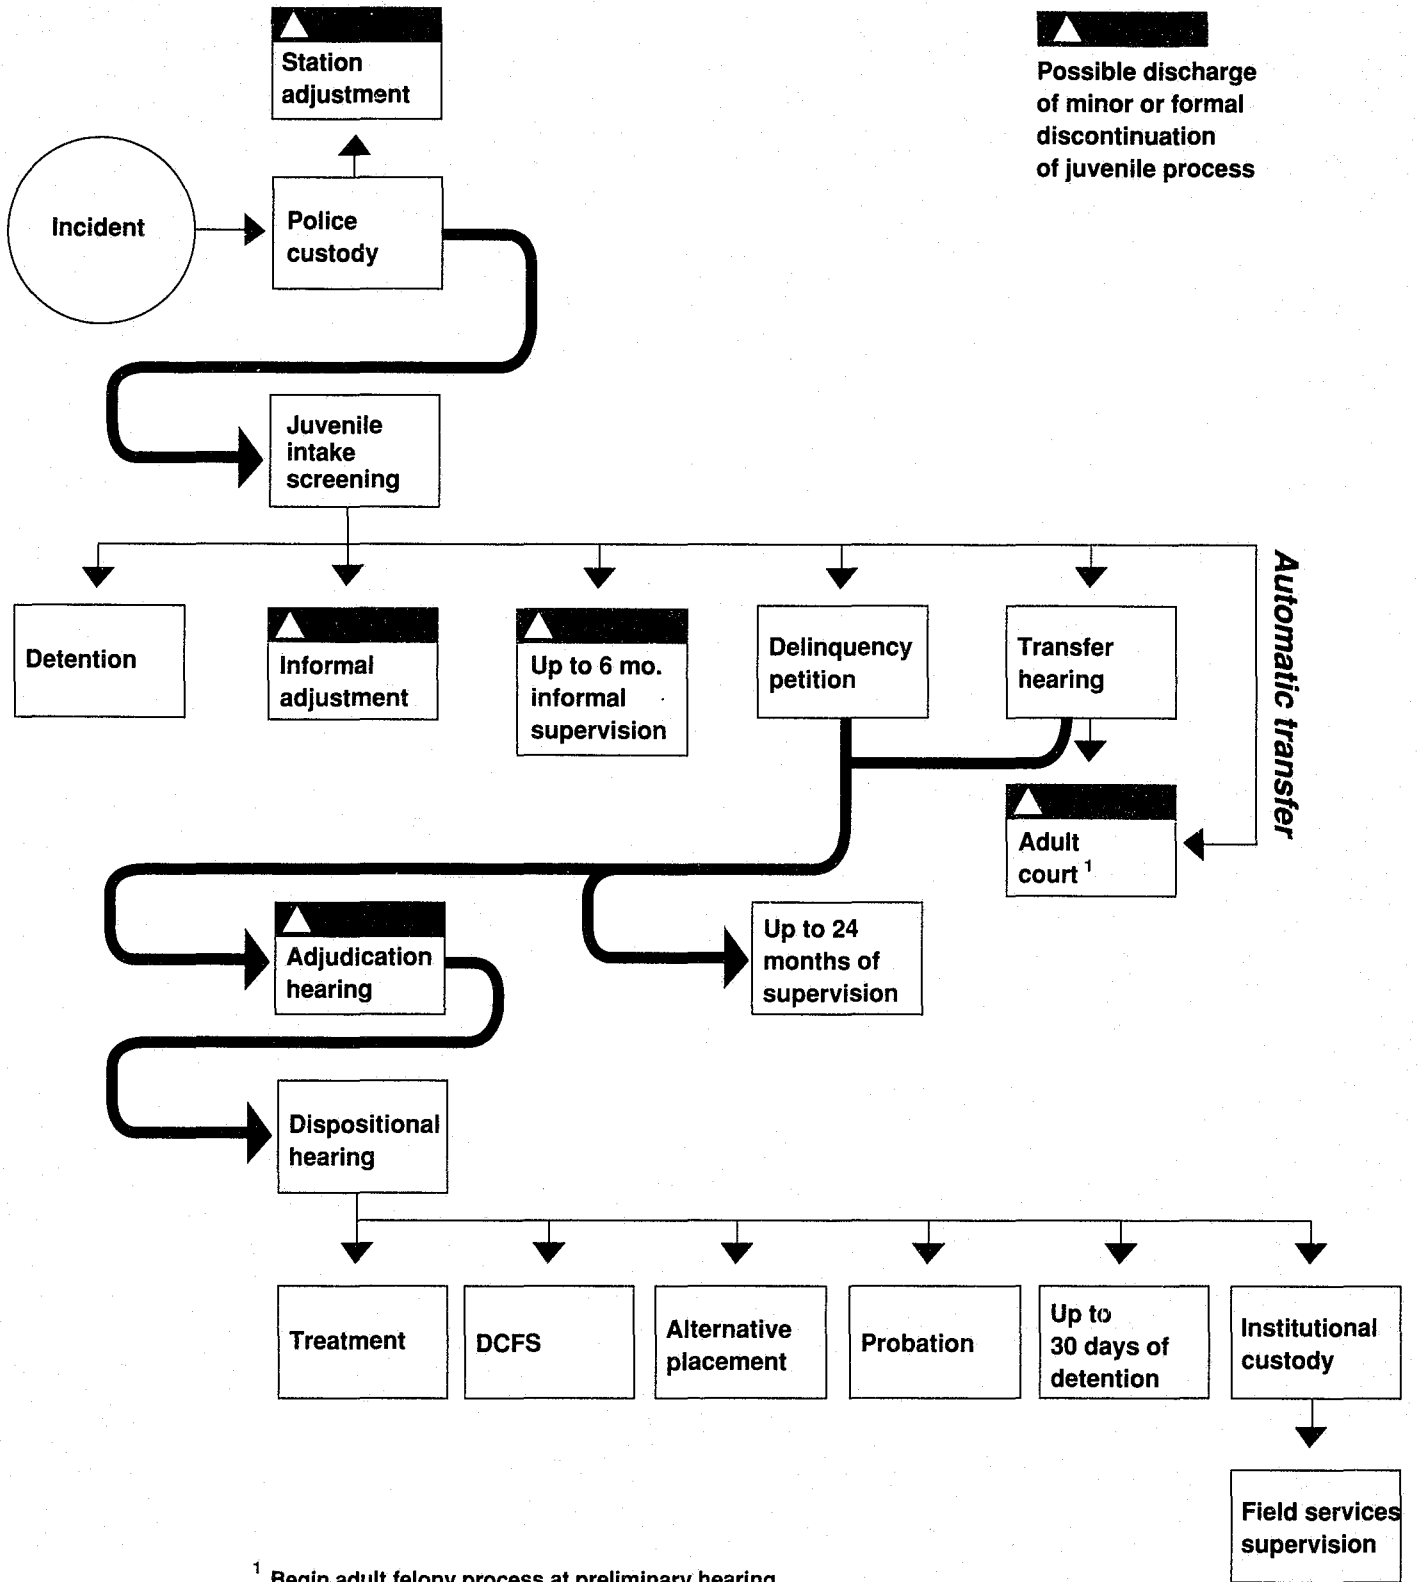 Station
adjustment
Possible discharge
of minor or formal
discontinuation
of juvenile process
Incident
Police
custody
Juvenile
intake
screening
Automatic transfer
Detention
Informal
adjustment
Up to 6 mo.
informal
supervision
Delinquency
petition
Transfer
hearing
Adult
court 1
Adjudication
hearing
Up to 24
months of
supervision
Dispositional
hearing
Treatment
DCFS
Alternative
placement
Probation
Up to
30 days of
detention
Institutional
custody
Field services
supervision
1 Begin adult felony process at preliminary hearing